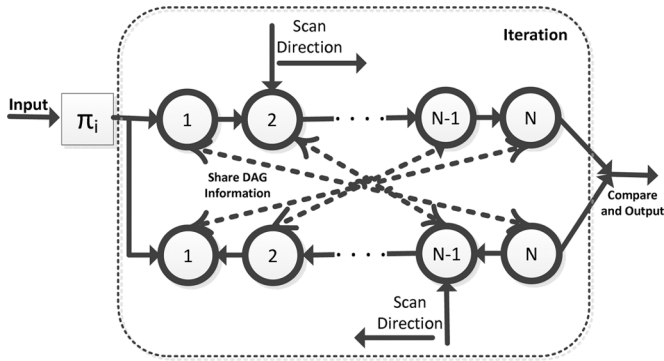 Scan
Direction
Iteration
Input
πi
1
2
· · · ·
N-1
N
Share DAG
Information
Compare
and Output
1
2
· · · ·
N-1
N
Scan
Direction